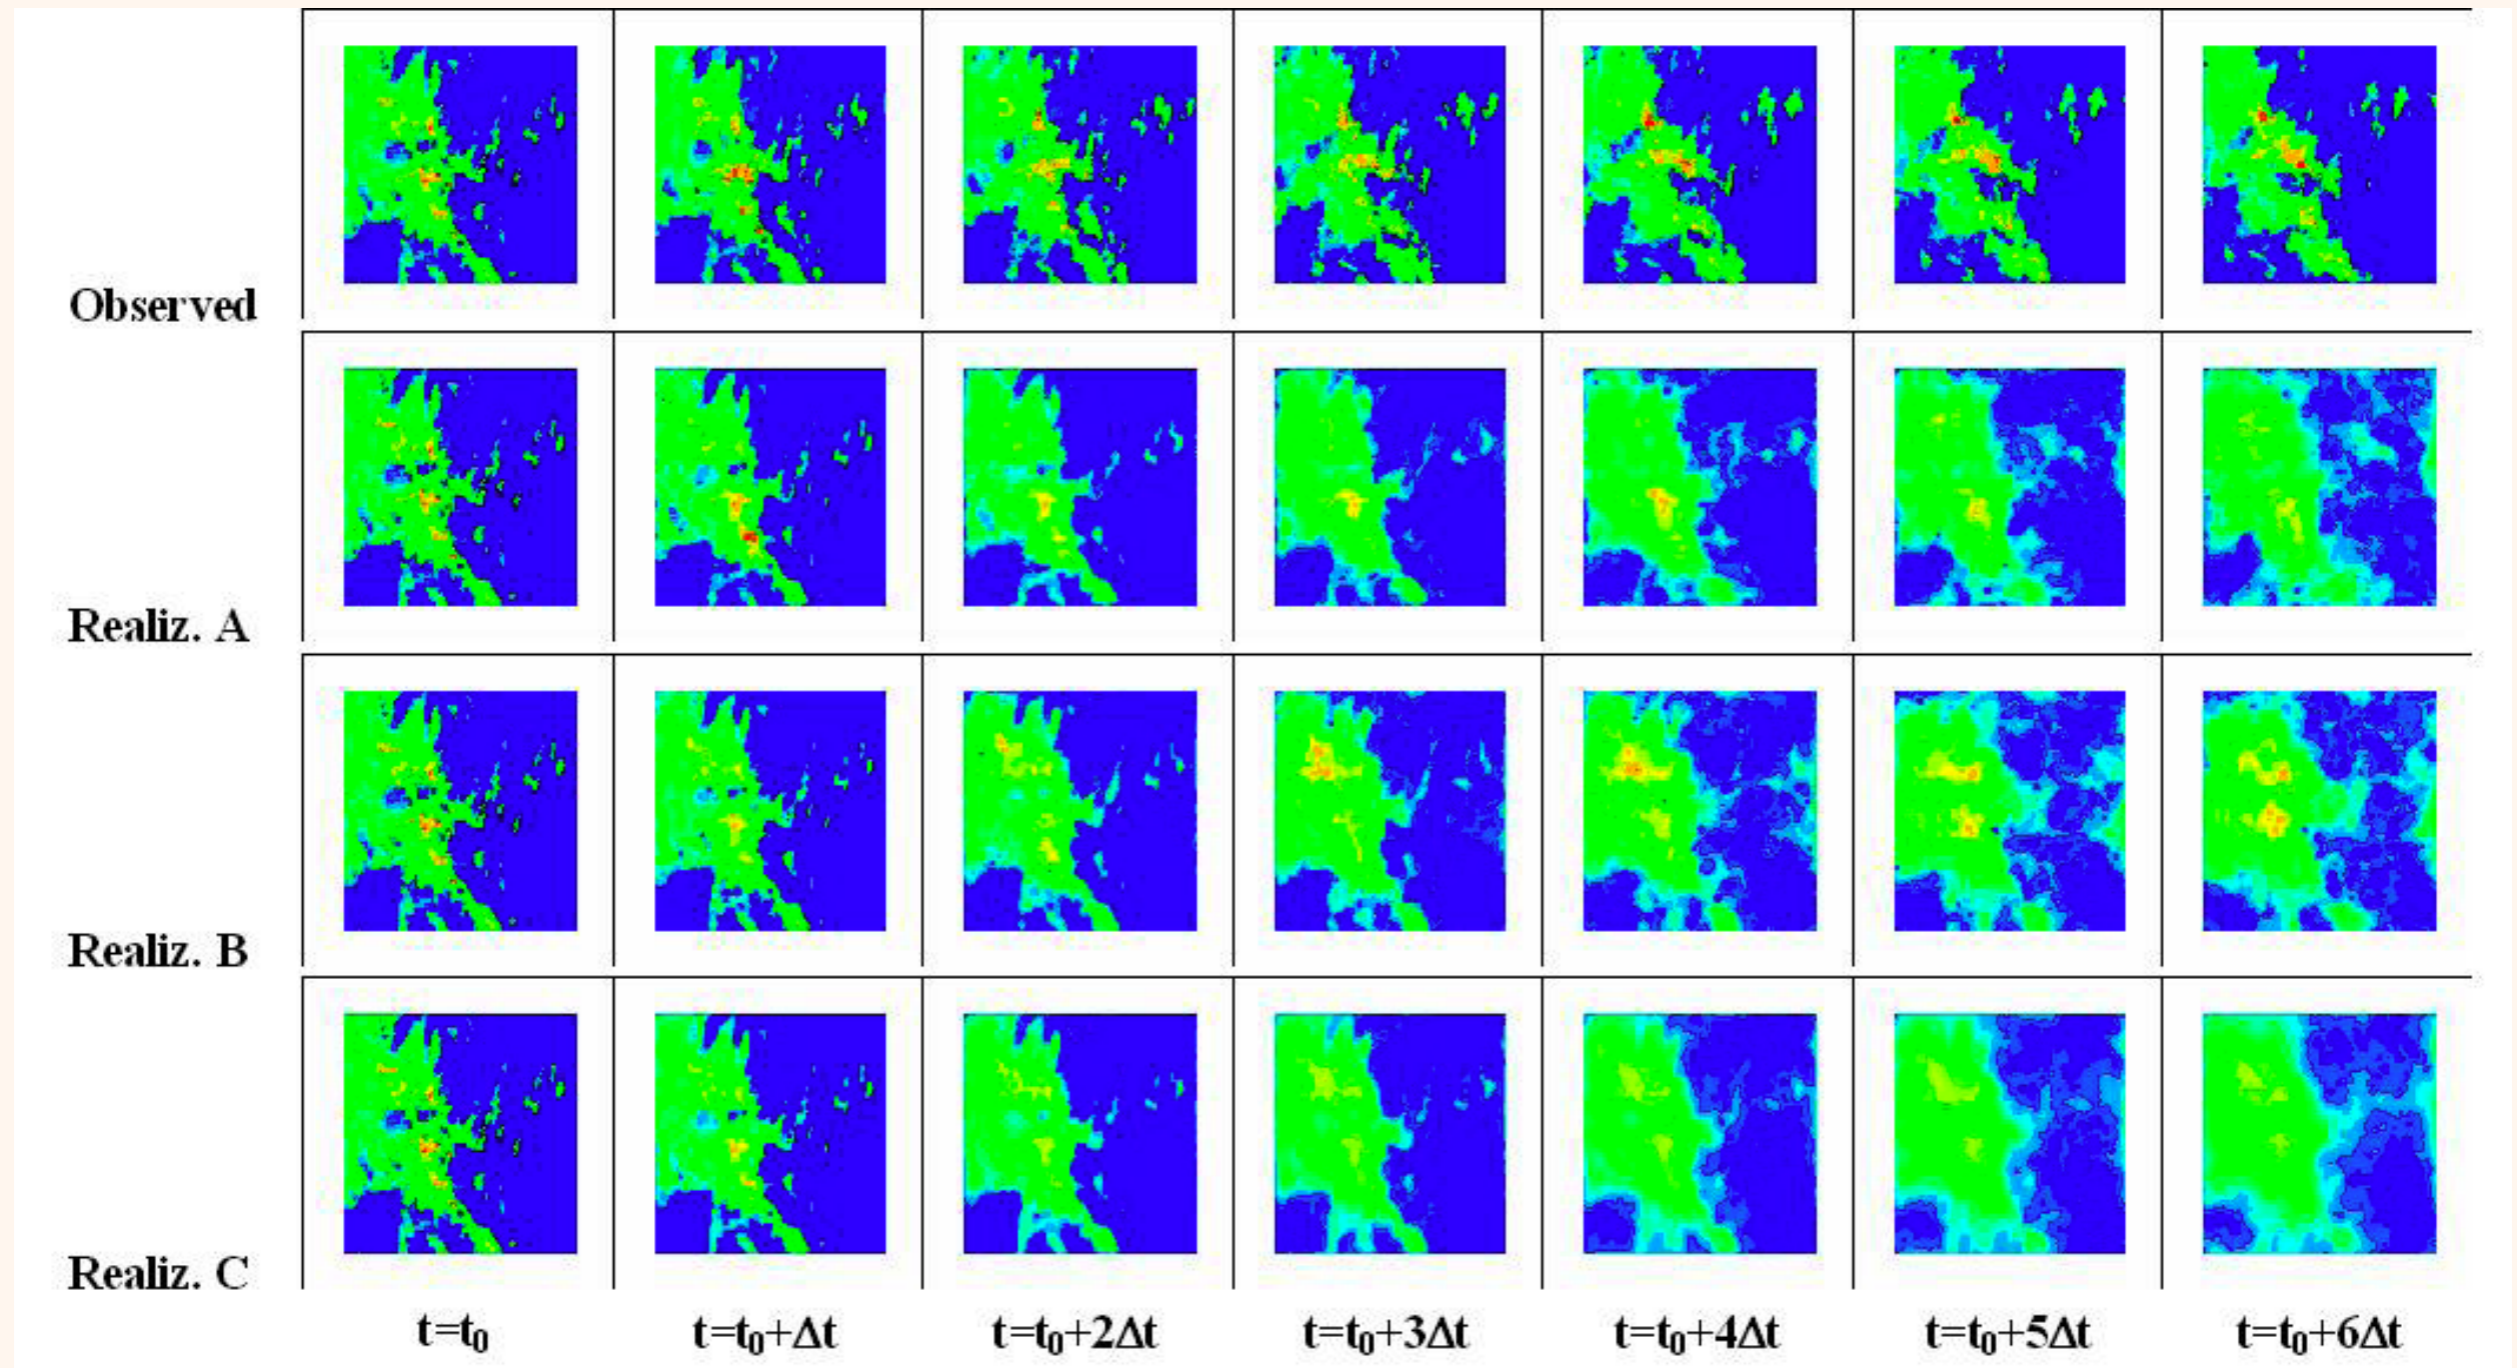 Observed
Realiz. A
Realiz. B
Realiz. C
t=t₀ t=t₀+Δt t=t₀+2Δt t=t₀+3Δt t=t₀+4Δt t=t₀+5Δt t=t₀+6Δt